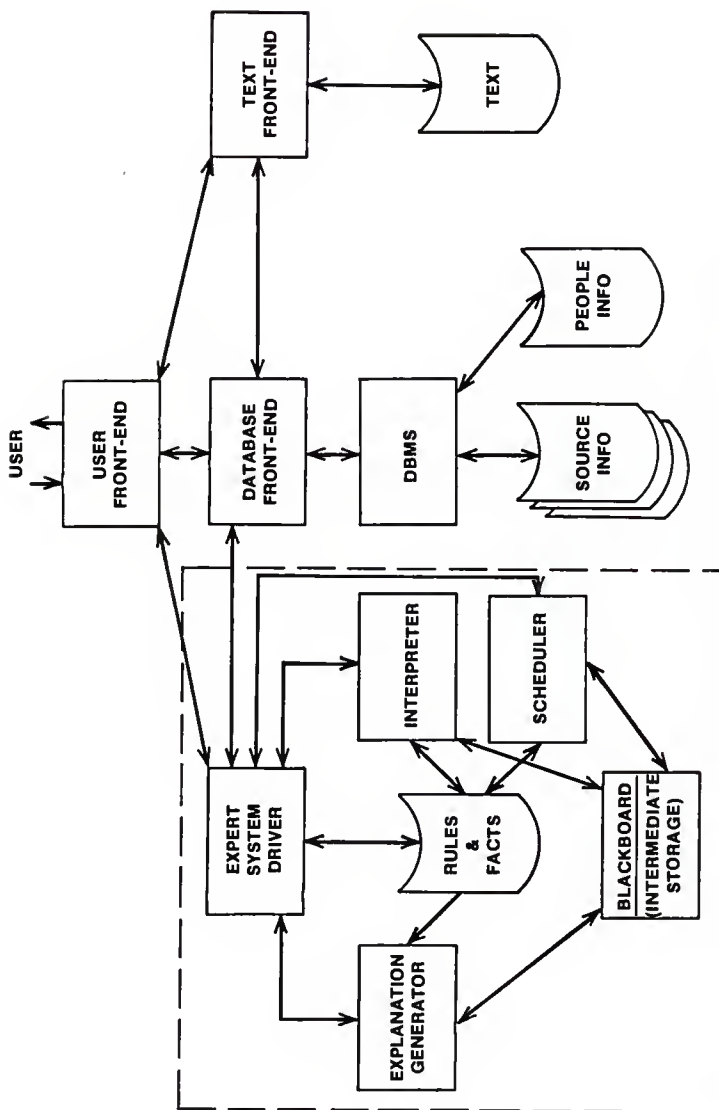 USER
USER
FRONT-END
TEXT
FRONT-END
EXPERT
SYSTEM
DRIVER
DATABASE
FRONT-END
TEXT
EXPLANATION
GENERATOR
RULES
&
FACTS
INTERPRETER
DBMS
SCHEDULER
BLACKBOARD
(INTERMEDIATE
STORAGE)
SOURCE
INFO
PEOPLE
INFO